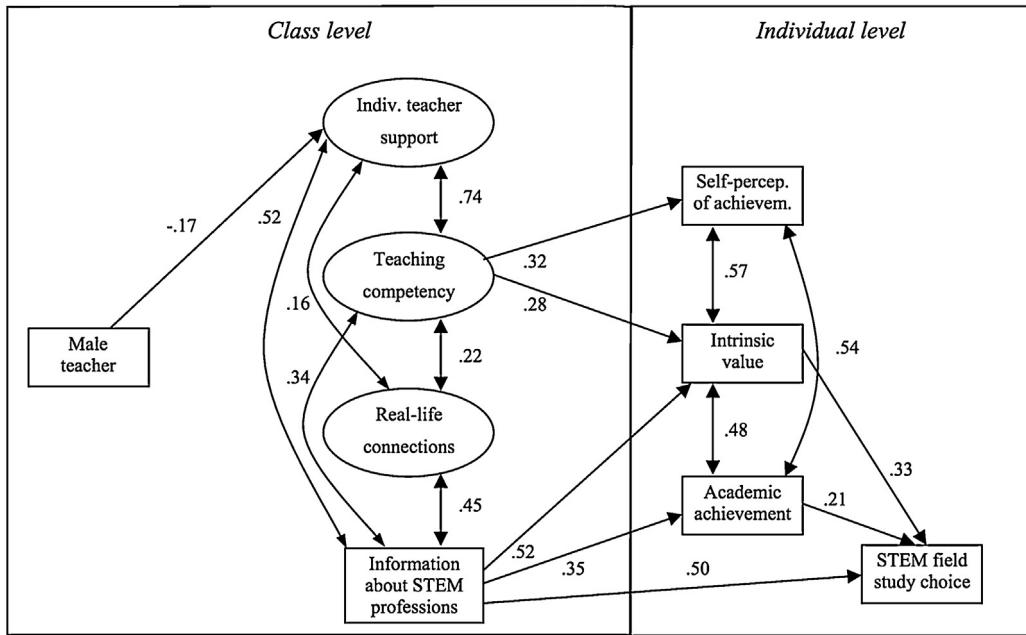 Class level
Individual level
Indiv. teacher
support
Self-percep.
of achievem.
.74
-.17
.52
Teaching
competency
.32
.57
.28
.16
Male
teacher
Intrinsic
value
.54
.22
.34
Real-life
connections
.48
.33
.45
Academic
achievement
.21
.52
.35
.50
Information
about STEM
professions
STEM field
study choice